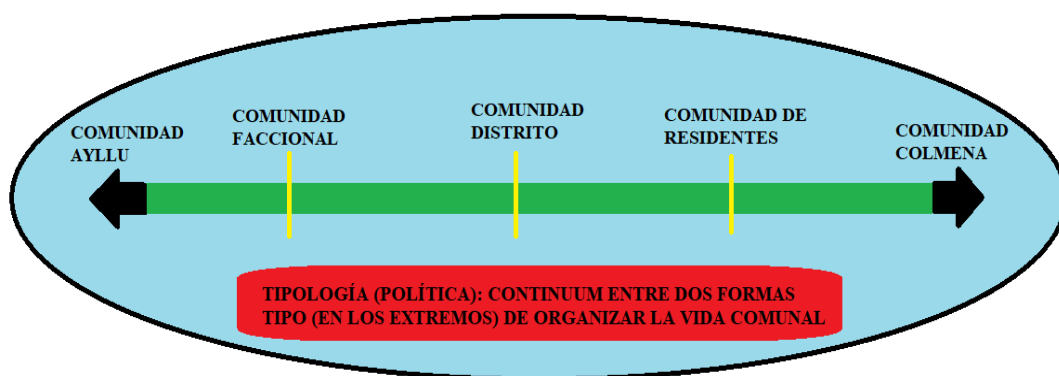 COMUNIDAD
AYLLU
COMUNIDAD
FACCIONAL
COMUNIDAD
DISTRITO
COMUNIDAD DE
RESIDENTES
COMUNIDAD
COLMENA
TIPOLOGÍA (POLÍTICA): CONTINUUM ENTRE DOS FORMAS
TIPO (EN LOS EXTREMOS) DE ORGANIZAR LA VIDA COMUNAL